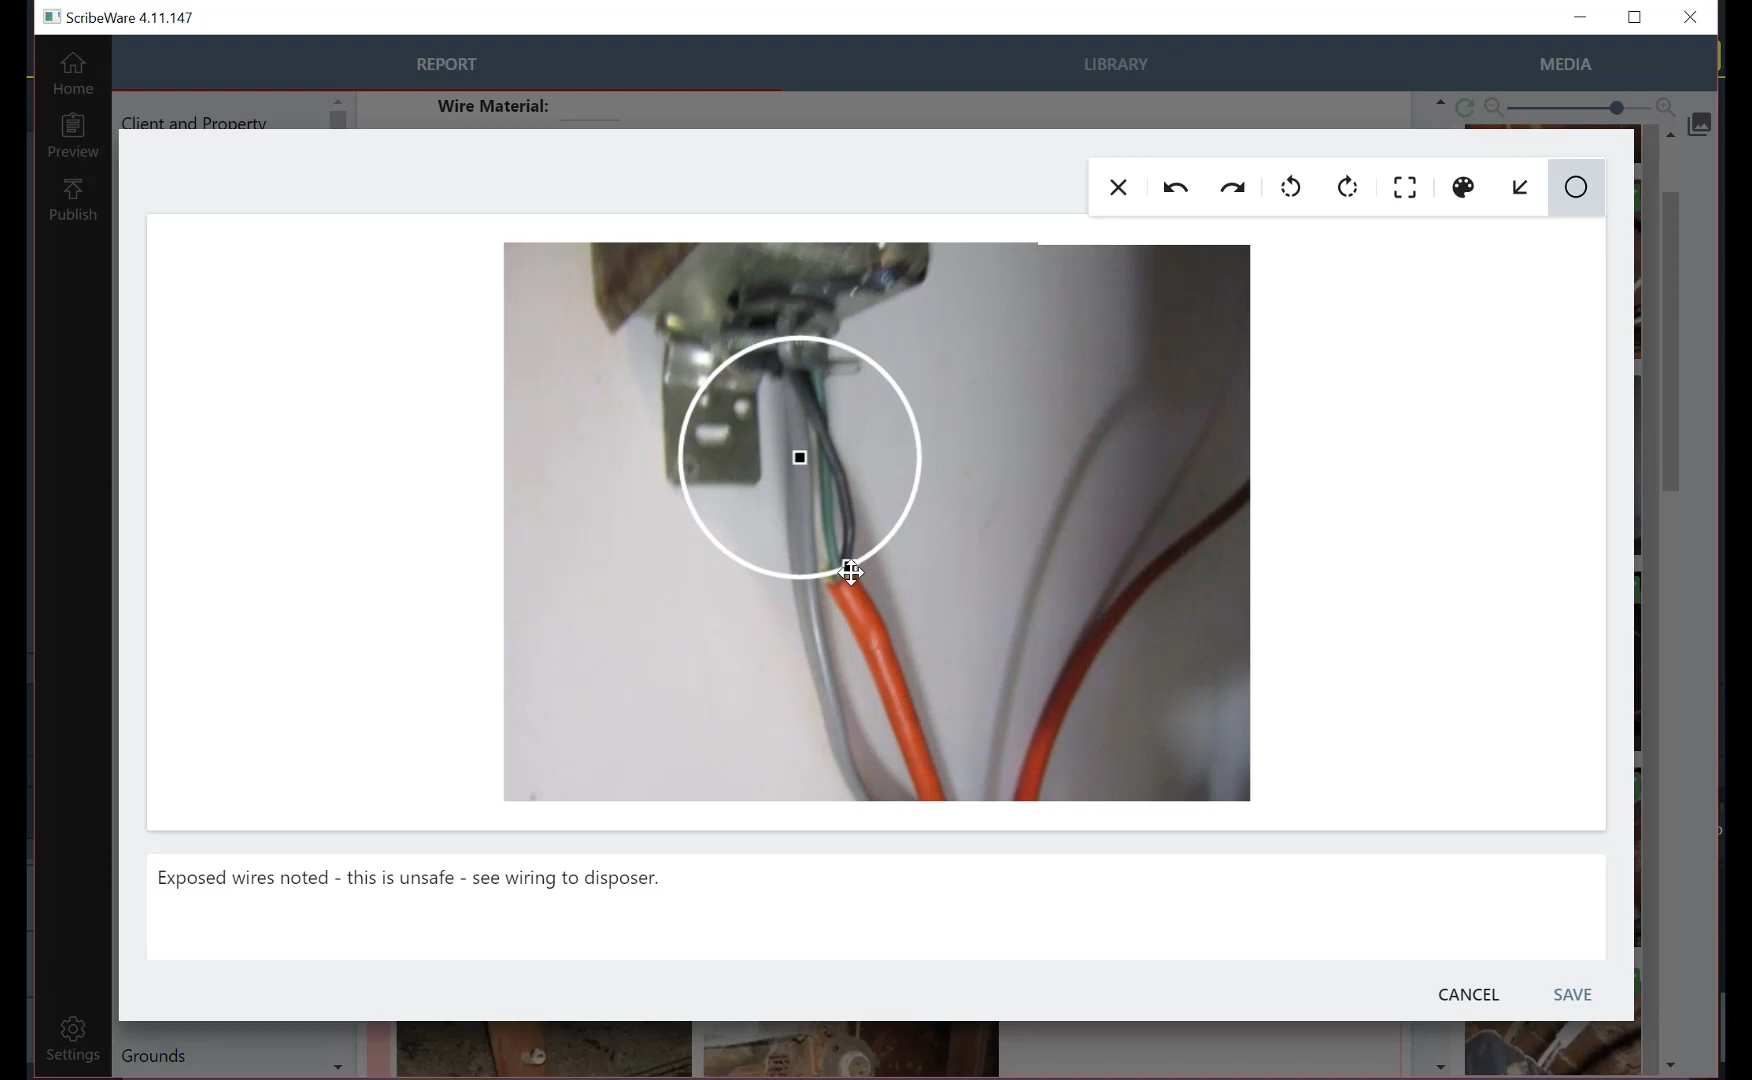 ScribeWare 4.11.147
REPORT
LIBRARY
MEDIA
Home
Preview
Publish
Settings
Client and Property
Wire Material:
Exposed wires noted - this is unsafe - see wiring to disposer.
CANCEL
SAVE
Grounds